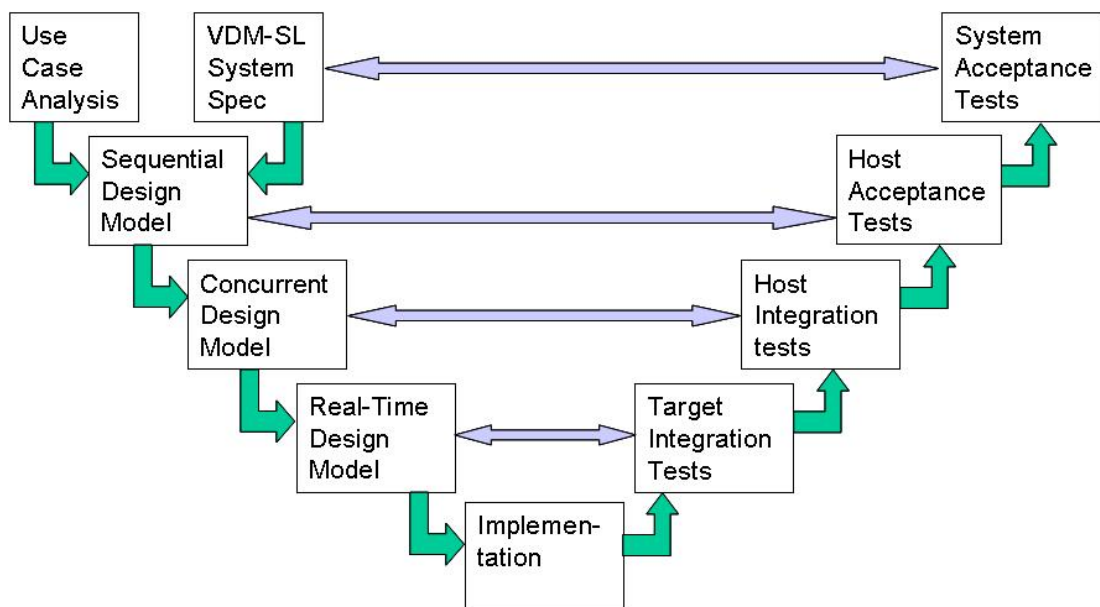 Use
Case
Analysis
VDM-SL
System
Spec
System
Acceptance
Tests
Sequential
Design
Model
Host
Acceptance
Tests
Concurrent
Design
Model
Host
Integration
tests
Real-Time
Design
Model
Target
Integration
Tests
Implemen-
tation